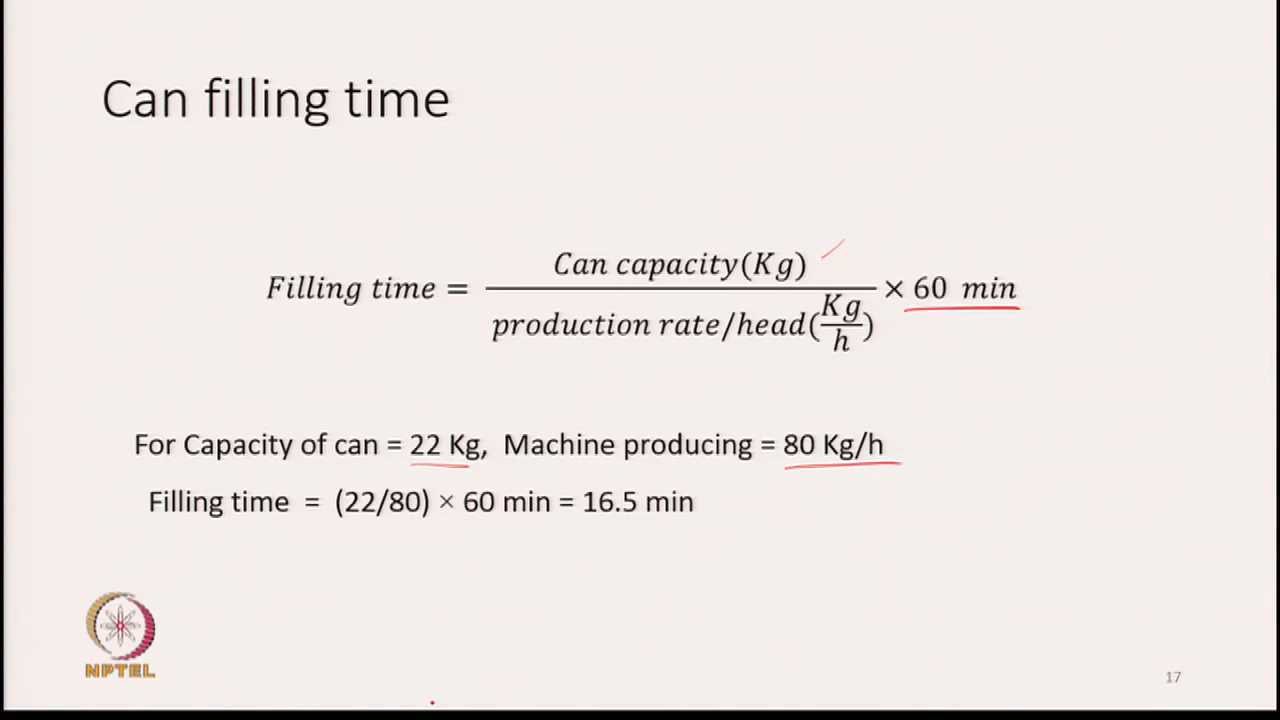 Can filling time
Filling time = Can capacity(Kg) / production rate/head(Kg/h) × 60 min
For Capacity of can = 22 Kg, Machine producing = 80 Kg/h
Filling time = (22/80) × 60 min = 16.5 min
NPTEL
17